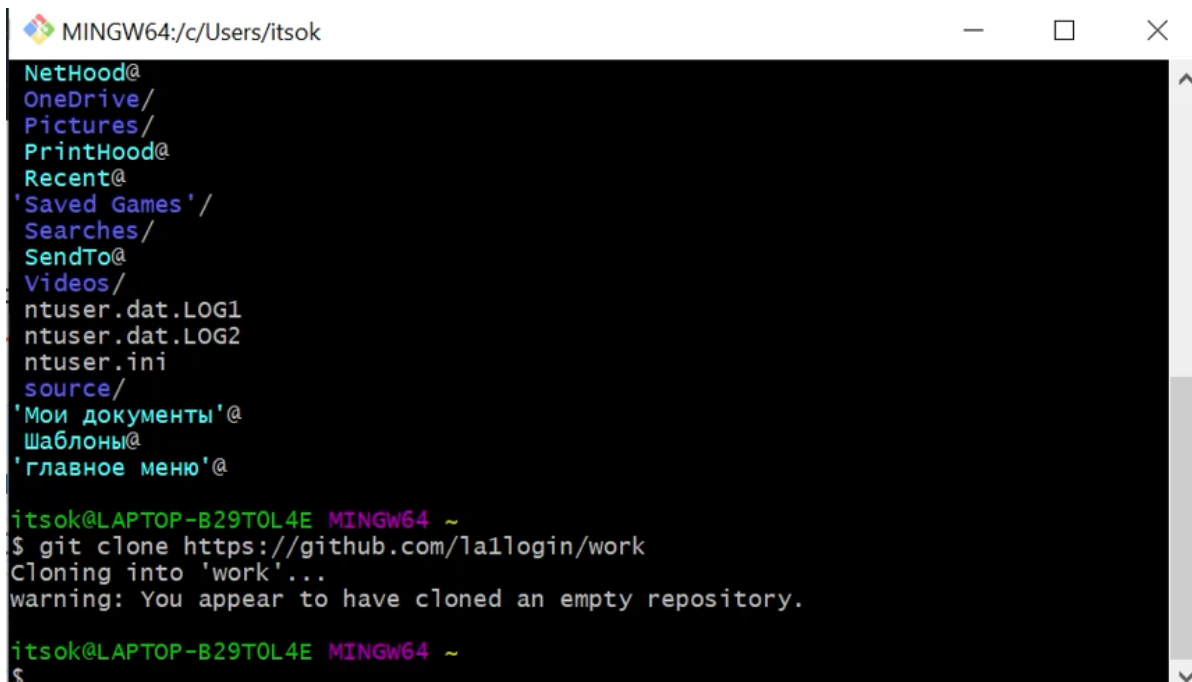 MINGW64:/c/Users/itsok
NetHood@
OneDrive/
Pictures/
PrintHood@
Recent@
'Saved Games'/
Searches/
SendTo@
Videos/
ntuser.dat.LOG1
ntuser.dat.LOG2
ntuser.ini
source/
'Мои документы'@
Шаблоны@
'главное меню'@
itsok@LAPTOP-B29TOL4E MINGW64 ~
$ git clone https://github.com/la1login/work
Cloning into 'work'...
warning: You appear to have cloned an empty repository.
itsok@LAPTOP-B29TOL4E MINGW64 ~
$